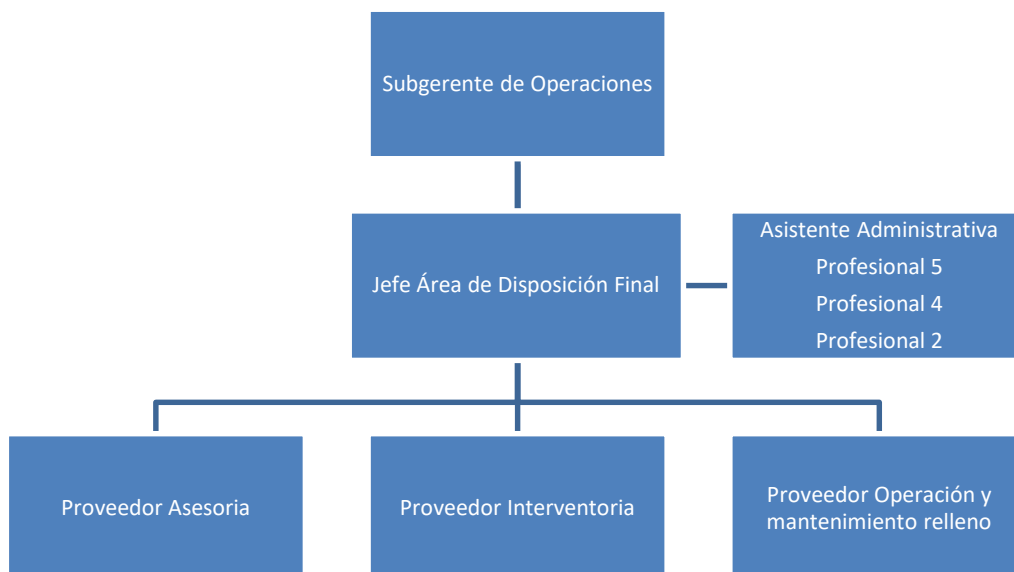 Subgerente de Operaciones
Jefe Área de Disposición Final
Asistente Administrativa
Profesional 5
Profesional 4
Profesional 2
Proveedor Asesoria
Proveedor Interventoria
Proveedor Operación y
mantenimiento relleno